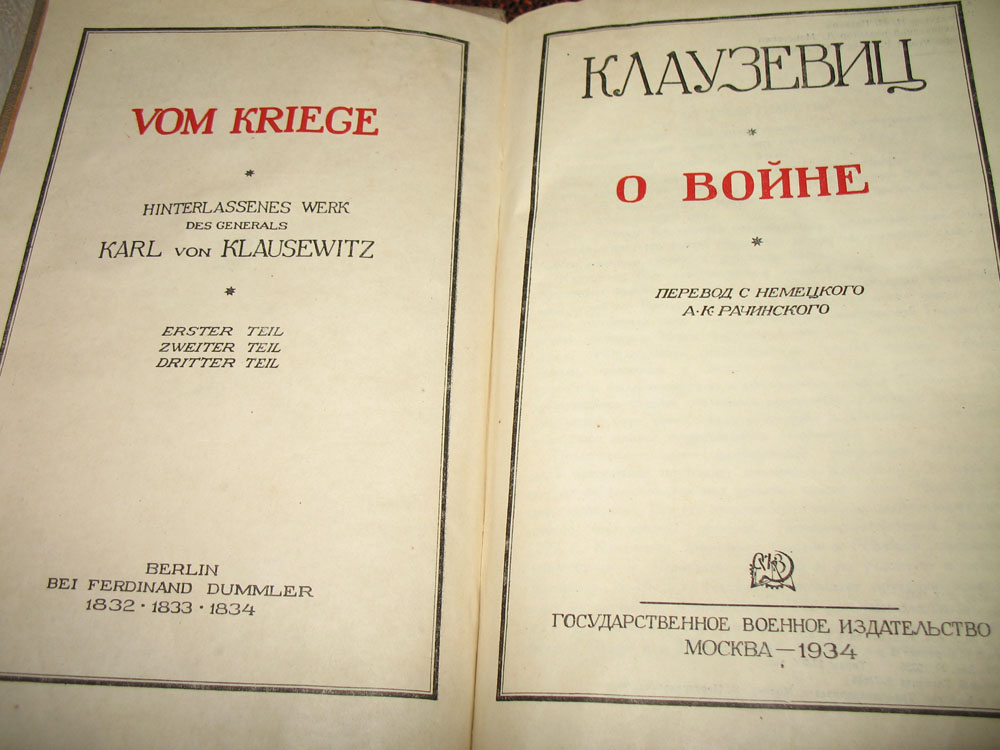 VOM KRIEGE
*
HINTERLASSENES WERK
DES GENERALS
KARL VON KLAUSEWITZ
*
ERSTER TEIL
ZWEITER TEIL
DRITTER TEIL
BERLIN
BEI FERDINAND DUMMLER
1832 · 1833 · 1834
КЛАУЗЕВИЦ
*
О ВОЙНЕ
*
ПЕРЕВОД С НЕМЕЦКОГО
А·К·РАЧИНСКОГО
ГОСУДАРСТВЕННОЕ ВОЕННОЕ ИЗДАТЕЛЬСТВО
МОСКВА — 1934